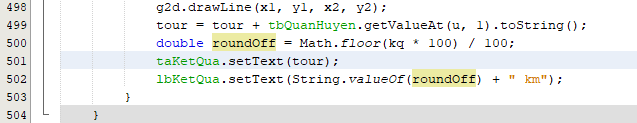 498 g2d.drawLine(x1, y1, x2, y2);
499 tour = tour + tbQuanHuyen.getValueAt(u, 1).toString();
500 double roundOff = Math.floor(kq * 100) / 100;
501 taKetQua.setText(tour);
502 lbKetQua.setText(String.valueOf(roundOff) + " km");
503 }
504 }